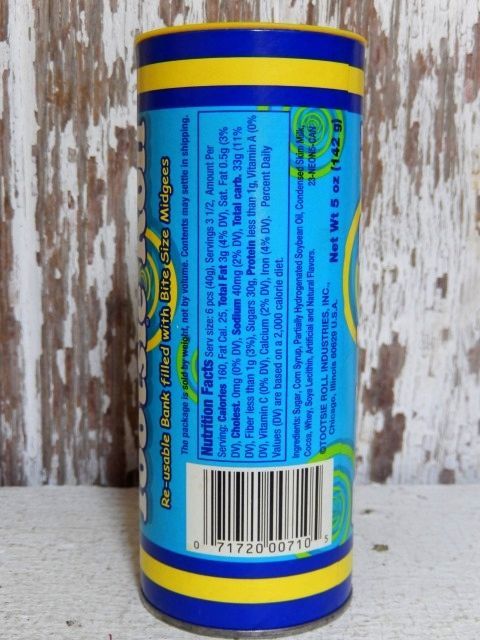 Re-usable Bank filled with Bite Size Midgees
The package is sold by weight, not by volume. Contents may settle in shipping.
Nutrition Facts Serv size: 6 pcs (40g), Servings 3 1/2, Amount Per
Serving: Calories 160, Fat Cal. 25, Total Fat 3g (4% DV), Sat. Fat 0.5g (3%
DV), Cholest. 0mg (0% DV), Sodium 40mg (2% DV), Total carb. 33g (11%
DV), Fiber less than 1g (3%), Sugars 30g, Protein less than 1g, Vitamin A (0%
DV), Vitamin C (0% DV), Calcium (2% DV), Iron (4% DV). Percent Daily
Values (DV) are based on a 2,000 calorie diet.
Ingredients: Sugar, Corn Syrup, Partially Hydrogenated Soybean Oil, Condensed Skim Milk,
Cocoa, Whey, Soya Lecithin, Artificial and Natural Flavors.
©TOOTSIE ROLL INDUSTRIES, INC.,
Chicago, Illinois 60629 U.S.A.
Net Wt 5 oz (142 g)
0 71720 00710 5